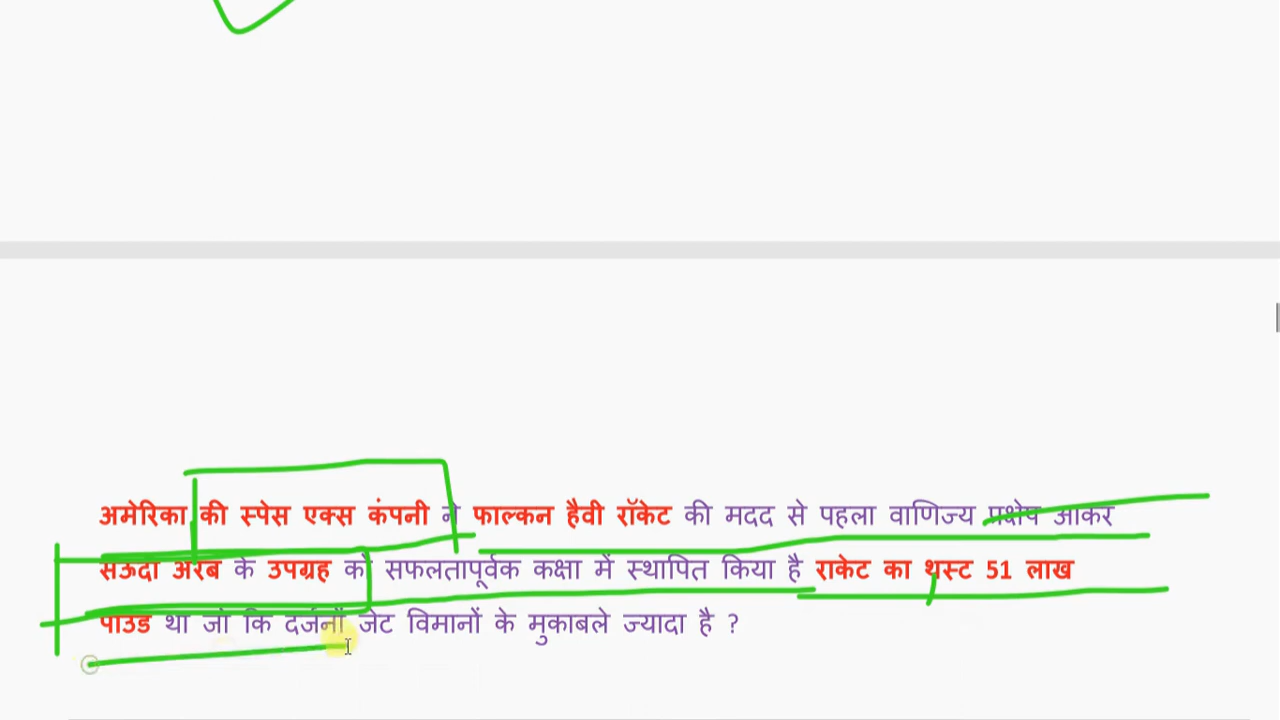 अमेरिका की स्पेस एक्स कंपनी ने फाल्कन हैवी रॉकेट की मदद से पहला वाणिज्य प्रक्षेप आकर
सऊदी अरब के उपग्रह को सफलतापूर्वक कक्षा में स्थापित किया है राकेट का थ्रस्ट 51 लाख
पाउंड था जो कि दर्जनों जेट विमानों के मुकाबले ज्यादा है ?